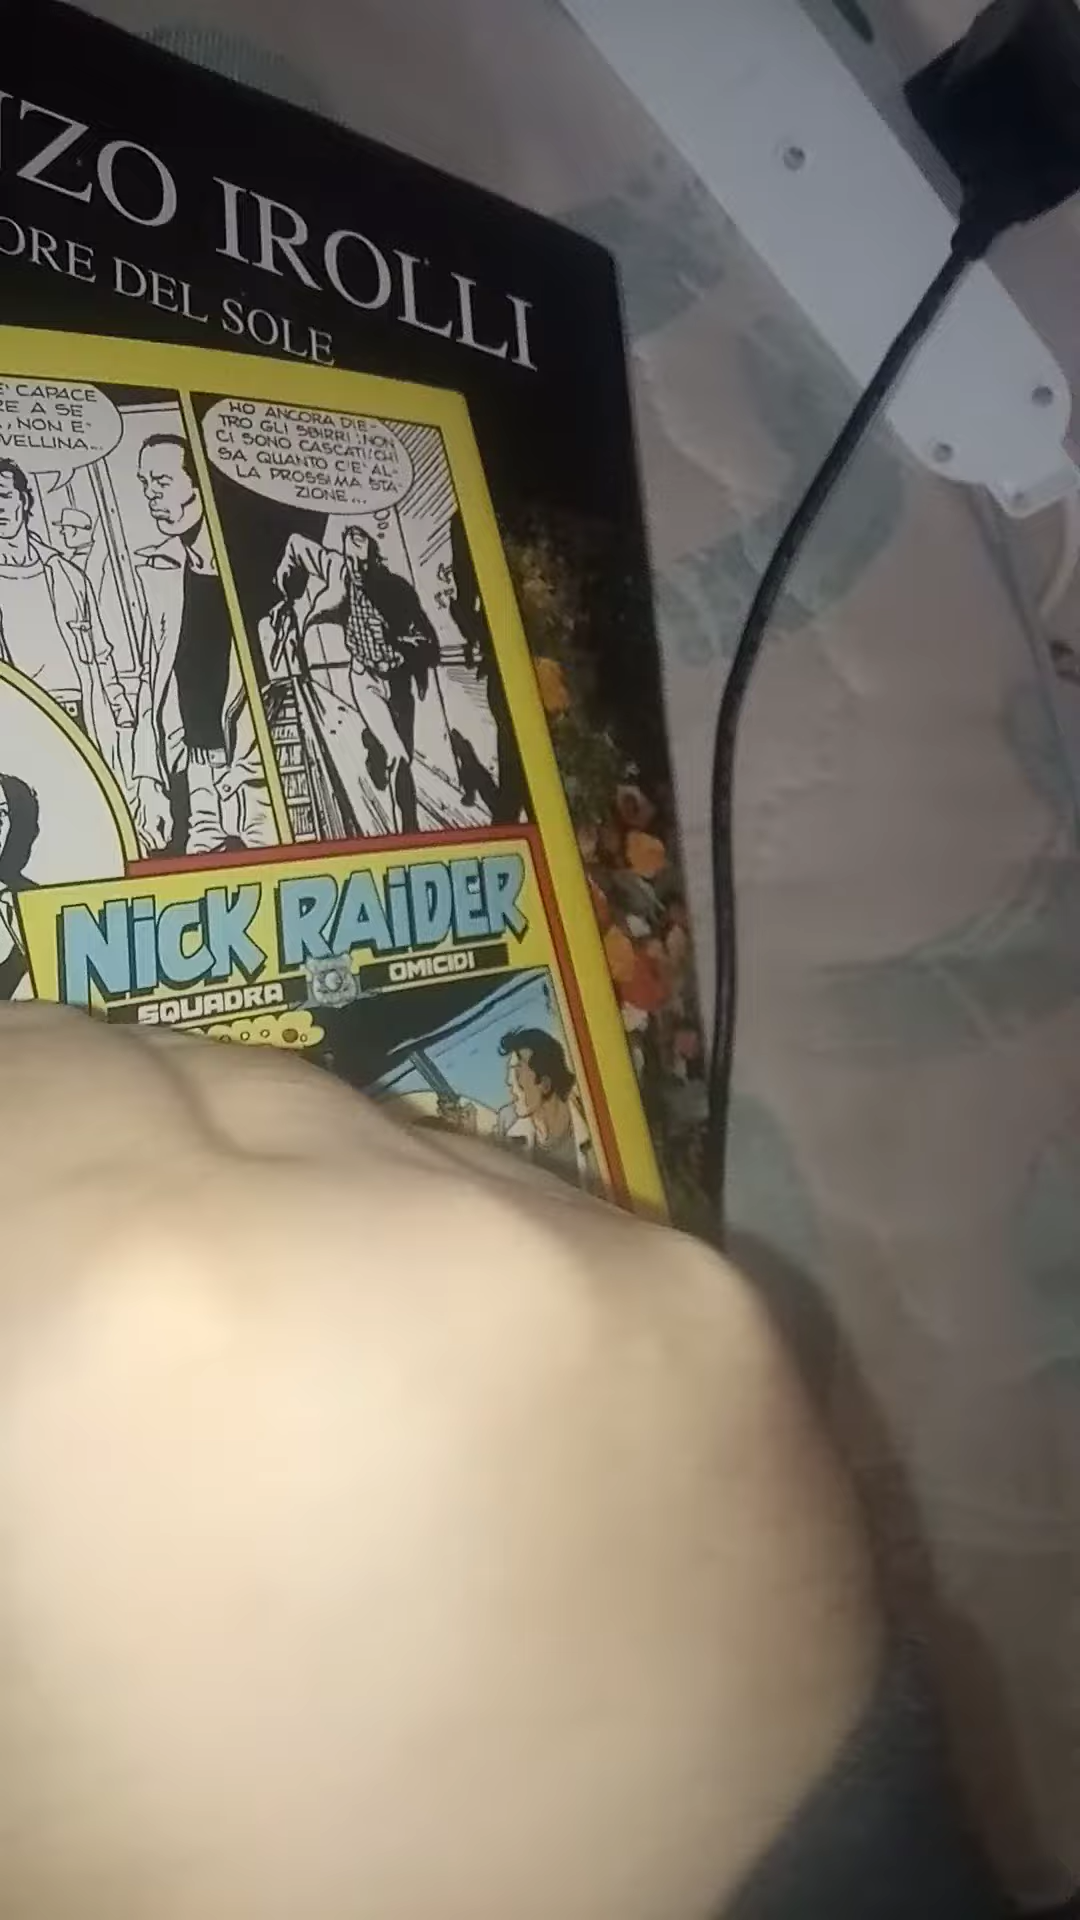 NZO IROLLI
ORE DEL SOLE
E' CAPACE
RE A SE
, NON E'
VELLINA...
HO ANCORA DIE-
TRO GLI SBIRRI! NON
CI SONO CASCATI! CHI
SA QUANTO C'E' AL-
LA PROSSIMA STA-
ZIONE...
NiCK RAiDER
SQUADRA OMICIDI